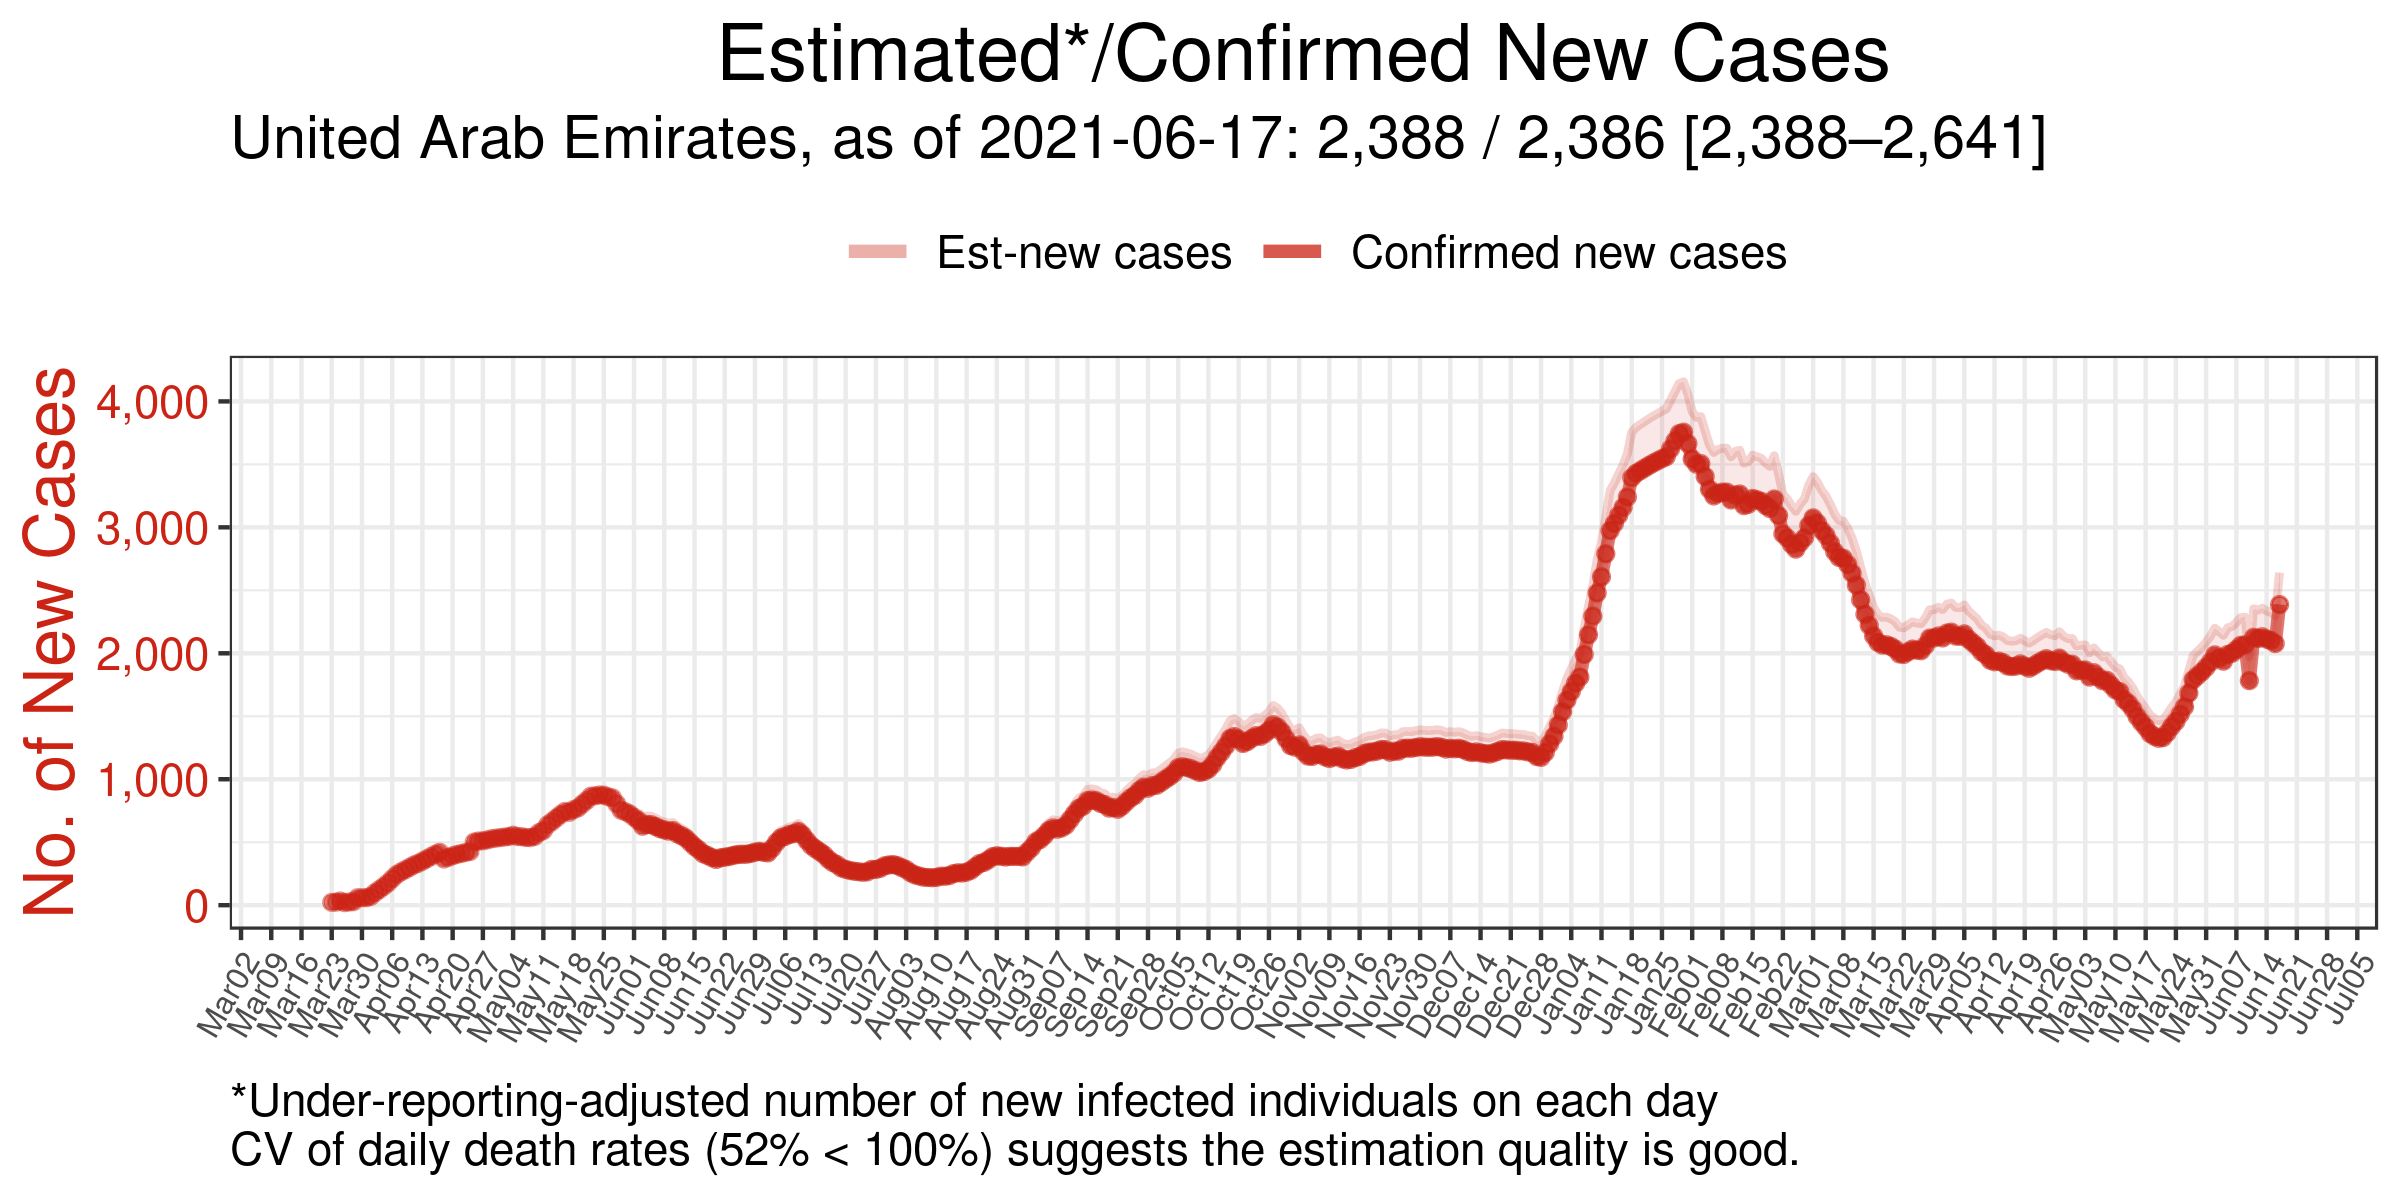 Estimated*/Confirmed New Cases
United Arab Emirates, as of 2021-06-17: 2,388 / 2,386 [2,388–2,641]
Est-new cases Confirmed new cases
No. of New Cases
4,000
3,000
2,000
1,000
0
Mar02 Mar09 Mar16 Mar23 Mar30 Apr06 Apr13 Apr20 Apr27 May04 May11 May18 May25 Jun01 Jun08 Jun15 Jun22 Jun29 Jul06 Jul13 Jul20 Jul27 Aug03 Aug10 Aug17 Aug24 Aug31 Sep07 Sep14 Sep21 Sep28 Oct05 Oct12 Oct19 Oct26 Nov02 Nov09 Nov16 Nov23 Nov30 Dec07 Dec14 Dec21 Dec28 Jan04 Jan11 Jan18 Jan25 Feb01 Feb08 Feb15 Feb22 Mar01 Mar08 Mar15 Mar22 Mar29 Apr05 Apr12 Apr19 Apr26 May03 May10 May17 May24 May31 Jun07 Jun14 Jun21 Jun28 Jul05
*Under-reporting-adjusted number of new infected individuals on each day
CV of daily death rates (52% < 100%) suggests the estimation quality is good.